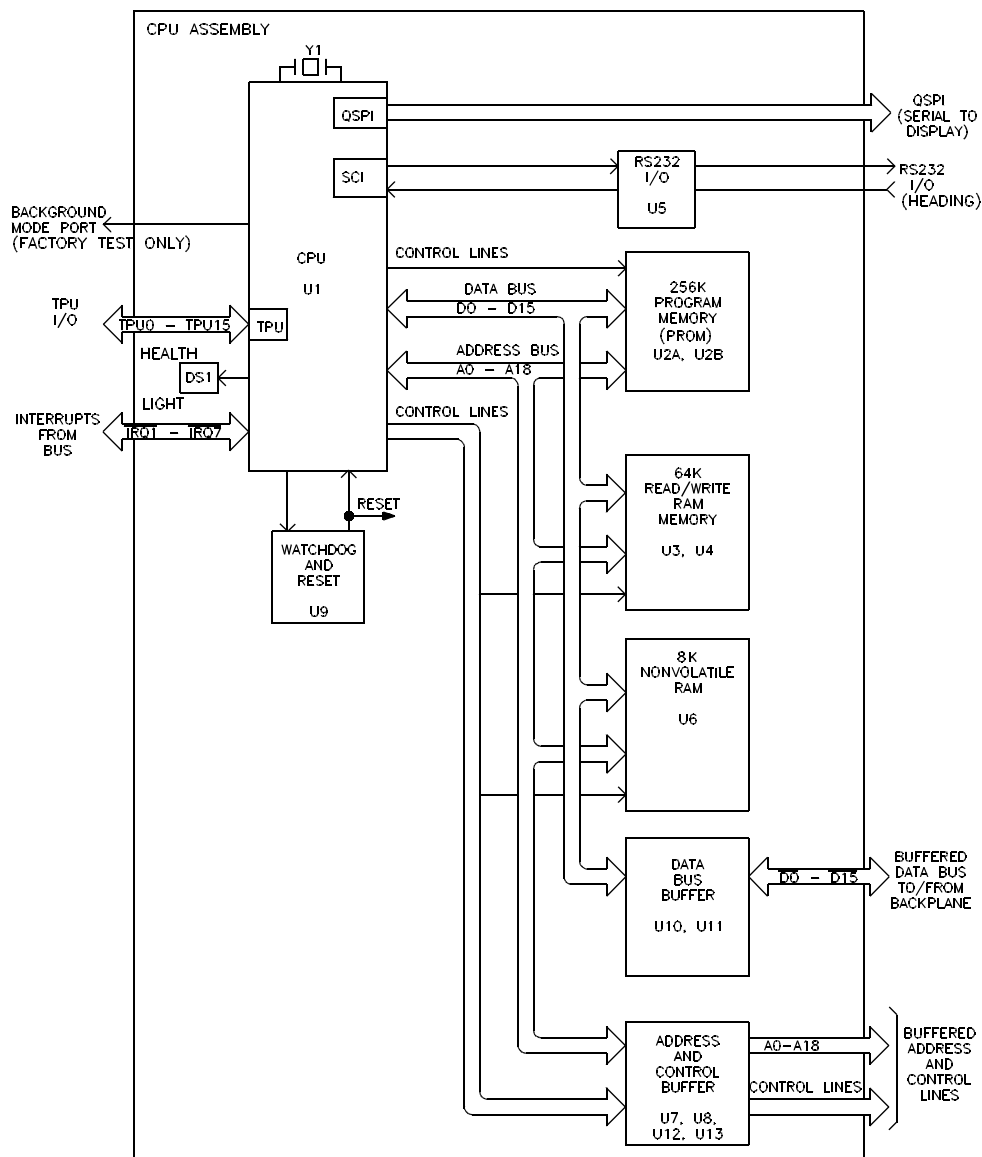 CPU ASSEMBLY
Y1
QSPI
QSPI
(SERIAL TO
DISPLAY)
SCI
RS232
I/O
U5
RS232
I/O
(HEADING)
BACKGROUND
MODE PORT
(FACTORY TEST ONLY)
CPU
U1
CONTROL LINES
DATA BUS
D0 - D15
256K
PROGRAM
MEMORY
(PROM)
U2A, U2B
TPU
I/O
TPU0 - TPU15
TPU
ADDRESS BUS
A0 - A18
HEALTH
DS1
LIGHT
CONTROL LINES
INTERRUPTS
FROM
BUS
IRQ1 - IRQ7
64K
READ/WRITE
RAM
MEMORY
U3, U4
RESET
WATCHDOG
AND
RESET
U9
8K
NONVOLATILE
RAM
U6
DATA
BUS
BUFFER
U10, U11
D0 - D15
BUFFERED
DATA BUS
TO/FROM
BACKPLANE
ADDRESS
AND
CONTROL
BUFFER
U7, U8,
U12, U13
A0-A18
CONTROL LINES
BUFFERED
ADDRESS
AND
CONTROL
LINES